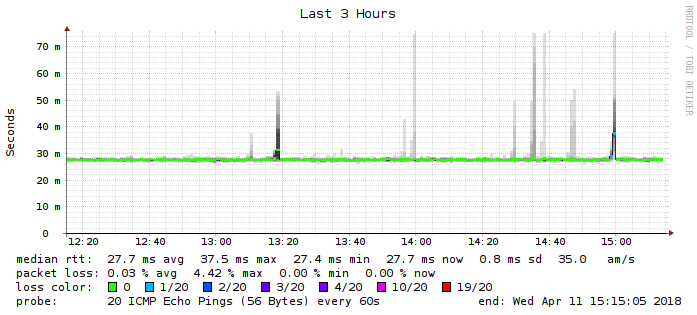 Last 3 Hours
RRDTOOL / TOBI OETIKER
Seconds
70 m
60 m
50 m
40 m
30 m
20 m
10 m
0
12:20 12:40 13:00 13:20 13:40 14:00 14:20 14:40 15:00
median rtt: 27.7 ms avg 37.5 ms max 27.4 ms min 27.7 ms now 0.8 ms sd 35.0 am/s
packet loss: 0.03 % avg 4.42 % max 0.00 % min 0.00 % now
loss color: 0 1/20 2/20 3/20 4/20 10/20 19/20
probe: 20 ICMP Echo Pings (56 Bytes) every 60s end: Wed Apr 11 15:15:05 2018